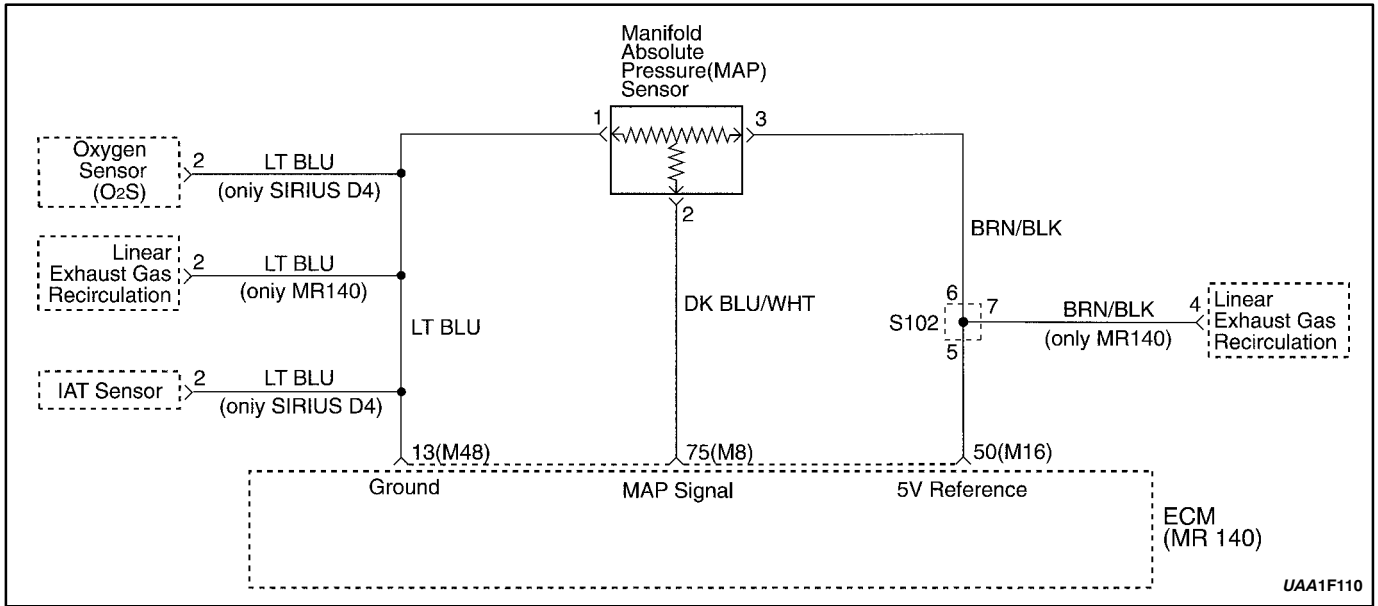 Manifold
Absolute
Pressure(MAP)
Sensor
1
3
2
Oxygen
Sensor
(O2S)
2
LT BLU
(oniy SIRIUS D4)
Linear
Exhaust Gas
Recirculation
2
LT BLU
(only MR140)
LT BLU
IAT Sensor
2
LT BLU
(oniy SIRIUS D4)
DK BLU/WHT
BRN/BLK
6
S102
7
5
BRN/BLK
(only MR140)
4
Linear
Exhaust Gas
Recirculation
13(M48)
75(M8)
50(M16)
Ground
MAP Signal
5V Reference
ECM
(MR 140)
UAA1F110